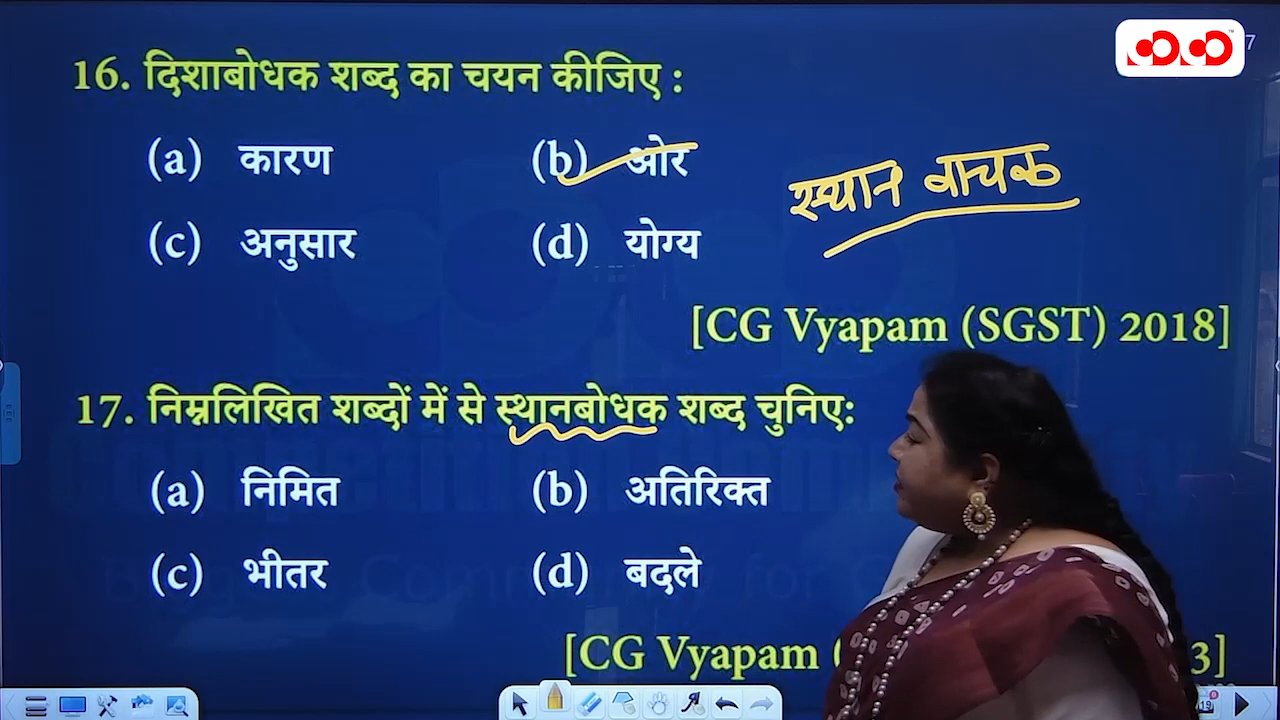 16. दिशाबोधक शब्द का चयन कीजिए :
(a) कारण (b) ओर
(c) अनुसार (d) योग्य
स्थान वाचक
[CG Vyapam (SGST) 2018]
17. निम्नलिखित शब्दों में से स्थानबोधक शब्द चुनिए:
(a) निमित (b) अतिरिक्त
(c) भीतर (d) बदले
[CG Vyapam 3]